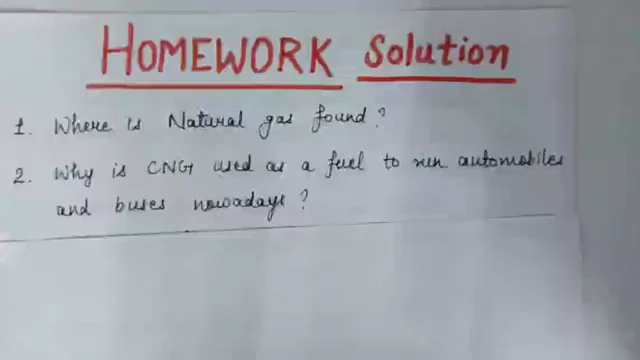 HOMEWORK Solution
1. Where is Natural gas found?
2. Why is CNG used as a fuel to run automobiles
and buses nowadays?